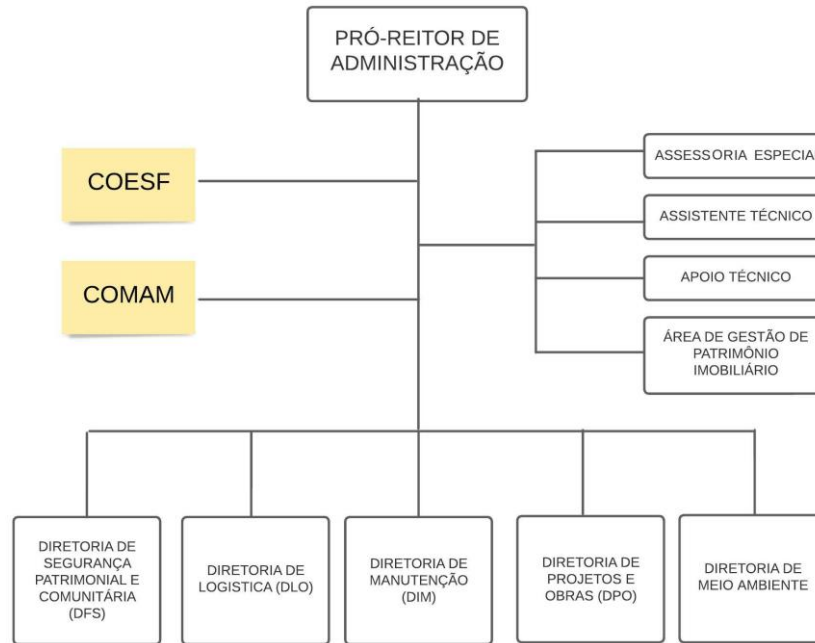 PRÓ-REITOR DE
ADMINISTRAÇÃO
COESF
COMAM
ASSESSORIA ESPECIA
ASSISTENTE TÉCNICO
APOIO TÉCNICO
ÁREA DE GESTÃO DE
PATRIMÔNIO
IMOBILIÁRIO
DIRETORIA DE
SEGURANÇA
PATRIMONIAL E
COMUNITÁRIA
(DFS)
DIRETORIA DE
LOGISTICA (DLO)
DIRETORIA DE
MANUTENÇÃO
(DIM)
DIRETORIA DE
PROJETOS E
OBRAS (DPO)
DIRETORIA DE
MEIO AMBIENTE